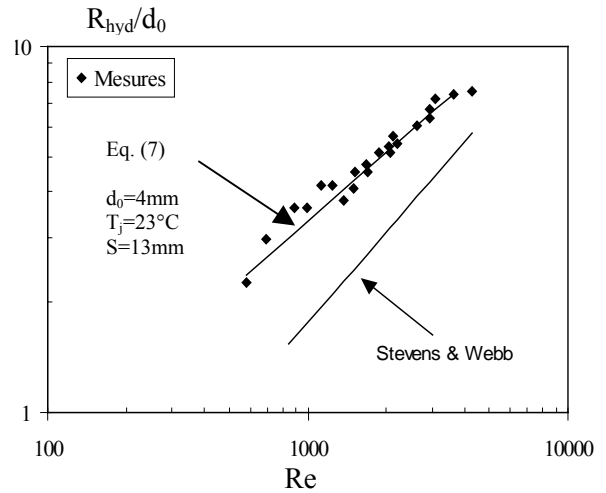 R_hyd/d_0
10
Mesures
Eq. (7)
d_0=4mm
T_j=23°C
S=13mm
Stevens & Webb
1
100 1000 10000
Re